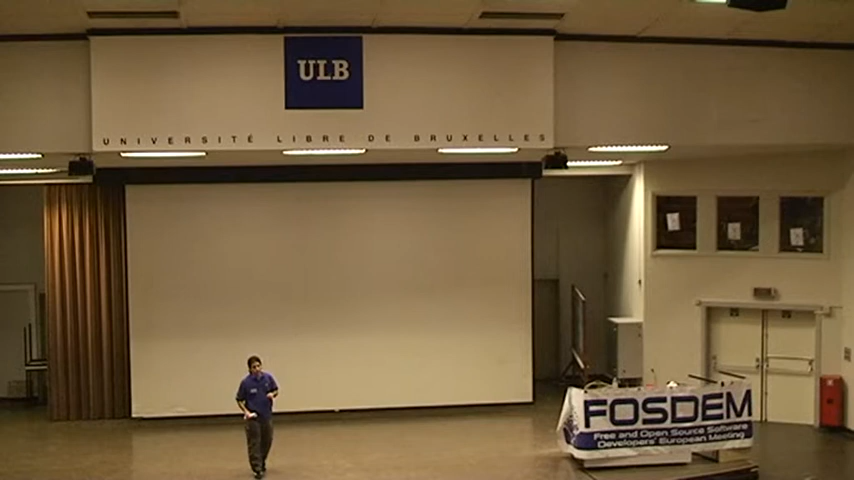 ULB
UNIVERSITÉ LIBRE DE BRUXELLES
FOSDEM
Free and Open Source Software
Developers' European Meeting